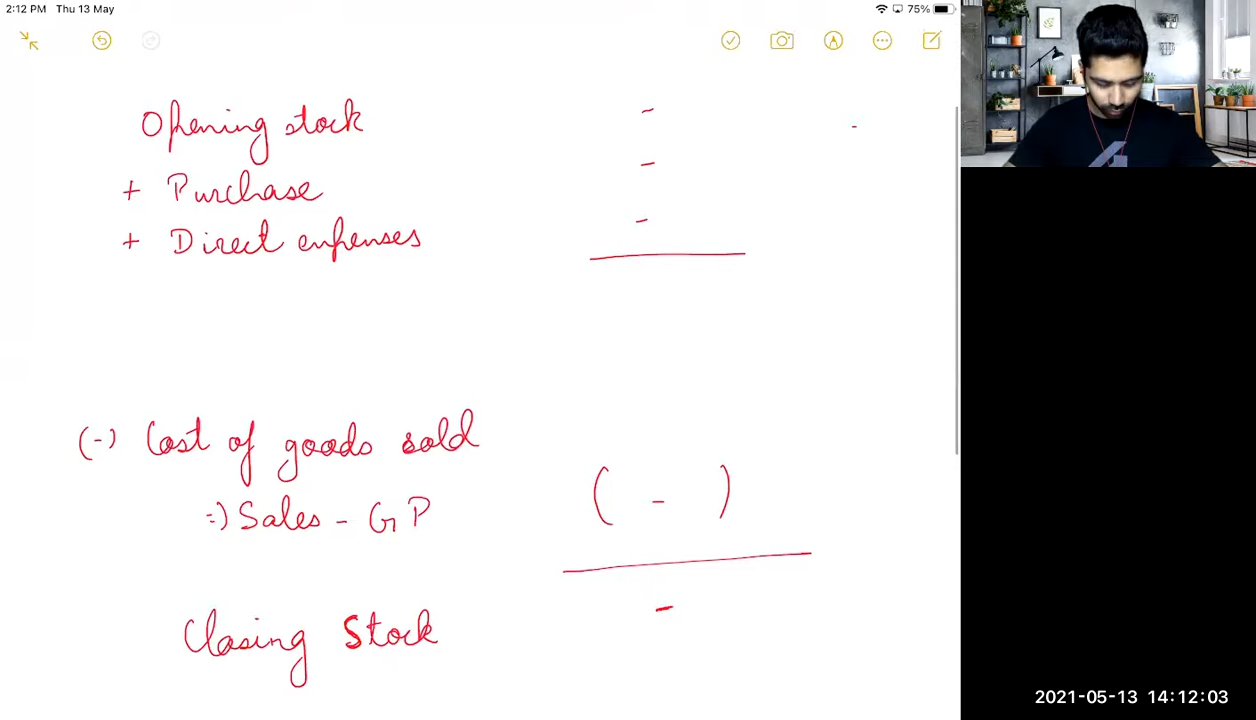 2:12 PM Thu 13 May
75%
Opening stock
+ Purchase
+ Direct expenses
(-) Cost of goods sold
=) Sales - GP
( - )
Closing Stock
2021-05-13 14:12:03